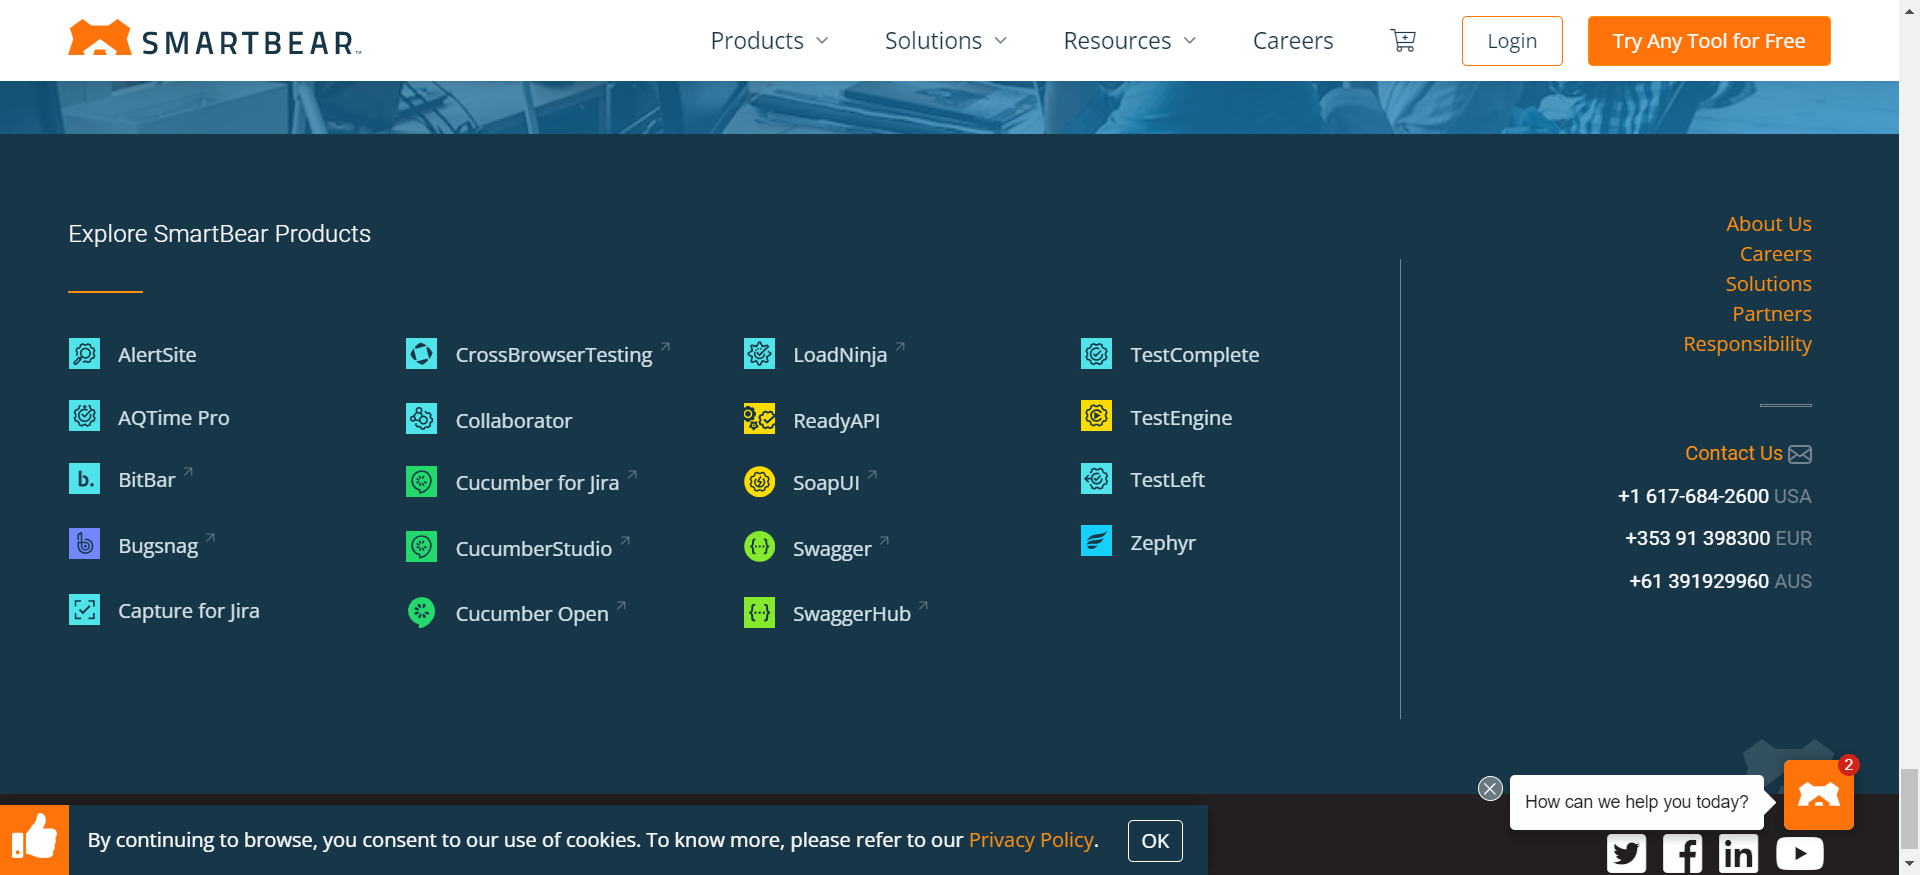 SMARTBEAR™
Products
Solutions
Resources
Careers
Login
Try Any Tool for Free
Explore SmartBear Products
AlertSite
AQTime Pro
b. BitBar
Bugsnag
Capture for Jira
CrossBrowserTesting
Collaborator
Cucumber for Jira
CucumberStudio
Cucumber Open
LoadNinja
ReadyAPI
SoapUI
{···} Swagger
{···} SwaggerHub
TestComplete
TestEngine
TestLeft
Zephyr
About Us
Careers
Solutions
Partners
Responsibility
Contact Us
+1 617-684-2600 USA
+353 91 398300 EUR
+61 391929960 AUS
2
How can we help you today?
By continuing to browse, you consent to our use of cookies. To know more, please refer to our Privacy Policy.
OK